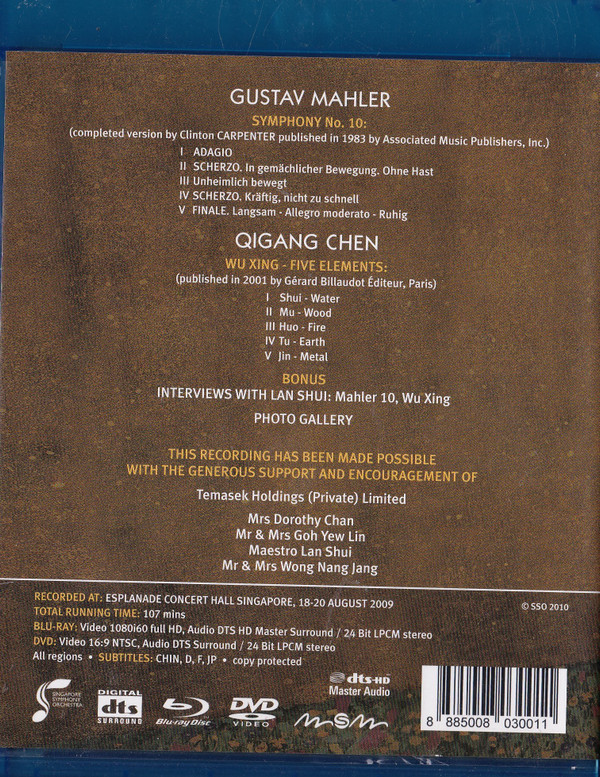 GUSTAV MAHLER
SYMPHONY No. 10:
(completed version by Clinton CARPENTER published in 1983 by Associated Music Publishers, Inc.)
I ADAGIO
II SCHERZO. In gemächlicher Bewegung. Ohne Hast
III Unheimlich bewegt
IV SCHERZO. Kräftig, nicht zu schnell
V FINALE. Langsam - Allegro moderato - Ruhig
QIGANG CHEN
WU XING - FIVE ELEMENTS:
(published in 2001 by Gérard Billaudot Éditeur, Paris)
I Shui - Water
II Mu - Wood
III Huo - Fire
IV Tu - Earth
V Jin - Metal
BONUS
INTERVIEWS WITH LAN SHUI: Mahler 10, Wu Xing
PHOTO GALLERY
THIS RECORDING HAS BEEN MADE POSSIBLE
WITH THE GENEROUS SUPPORT AND ENCOURAGEMENT OF
Temasek Holdings (Private) Limited
Mrs Dorothy Chan
Mr & Mrs Goh Yew Lin
Maestro Lan Shui
Mr & Mrs Wong Nang Jang
RECORDED AT: ESPLANADE CONCERT HALL SINGAPORE, 18-20 AUGUST 2009
© SSO 2010
TOTAL RUNNING TIME: 107 mins
BLU-RAY: Video 1080i60 full HD, Audio DTS HD Master Surround / 24 Bit LPCM stereo
DVD: Video 16:9 NTSC, Audio DTS Surround / 24 Bit LPCM stereo
All regions • SUBTITLES: CHIN, D, F, JP • copy protected
SINGAPORE
SYMPHONY
ORCHESTRA
DIGITAL
dts
SURROUND
Blu-ray Disc
DVD
VIDEO
msm
dts-HD
Master Audio
8 885008 030011